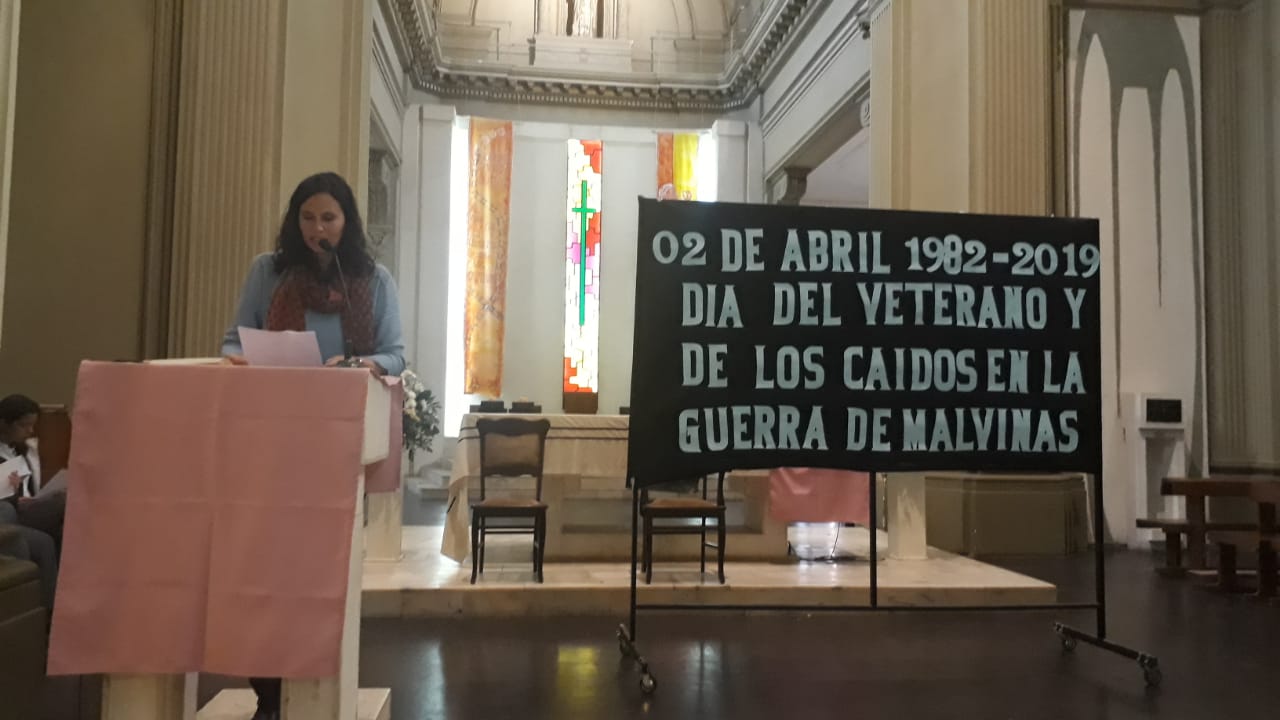 02 DE ABRIL 1982-2019
DIA DEL VETERANO Y
DE LOS CAIDOS EN LA
GUERRA DE MALVINAS